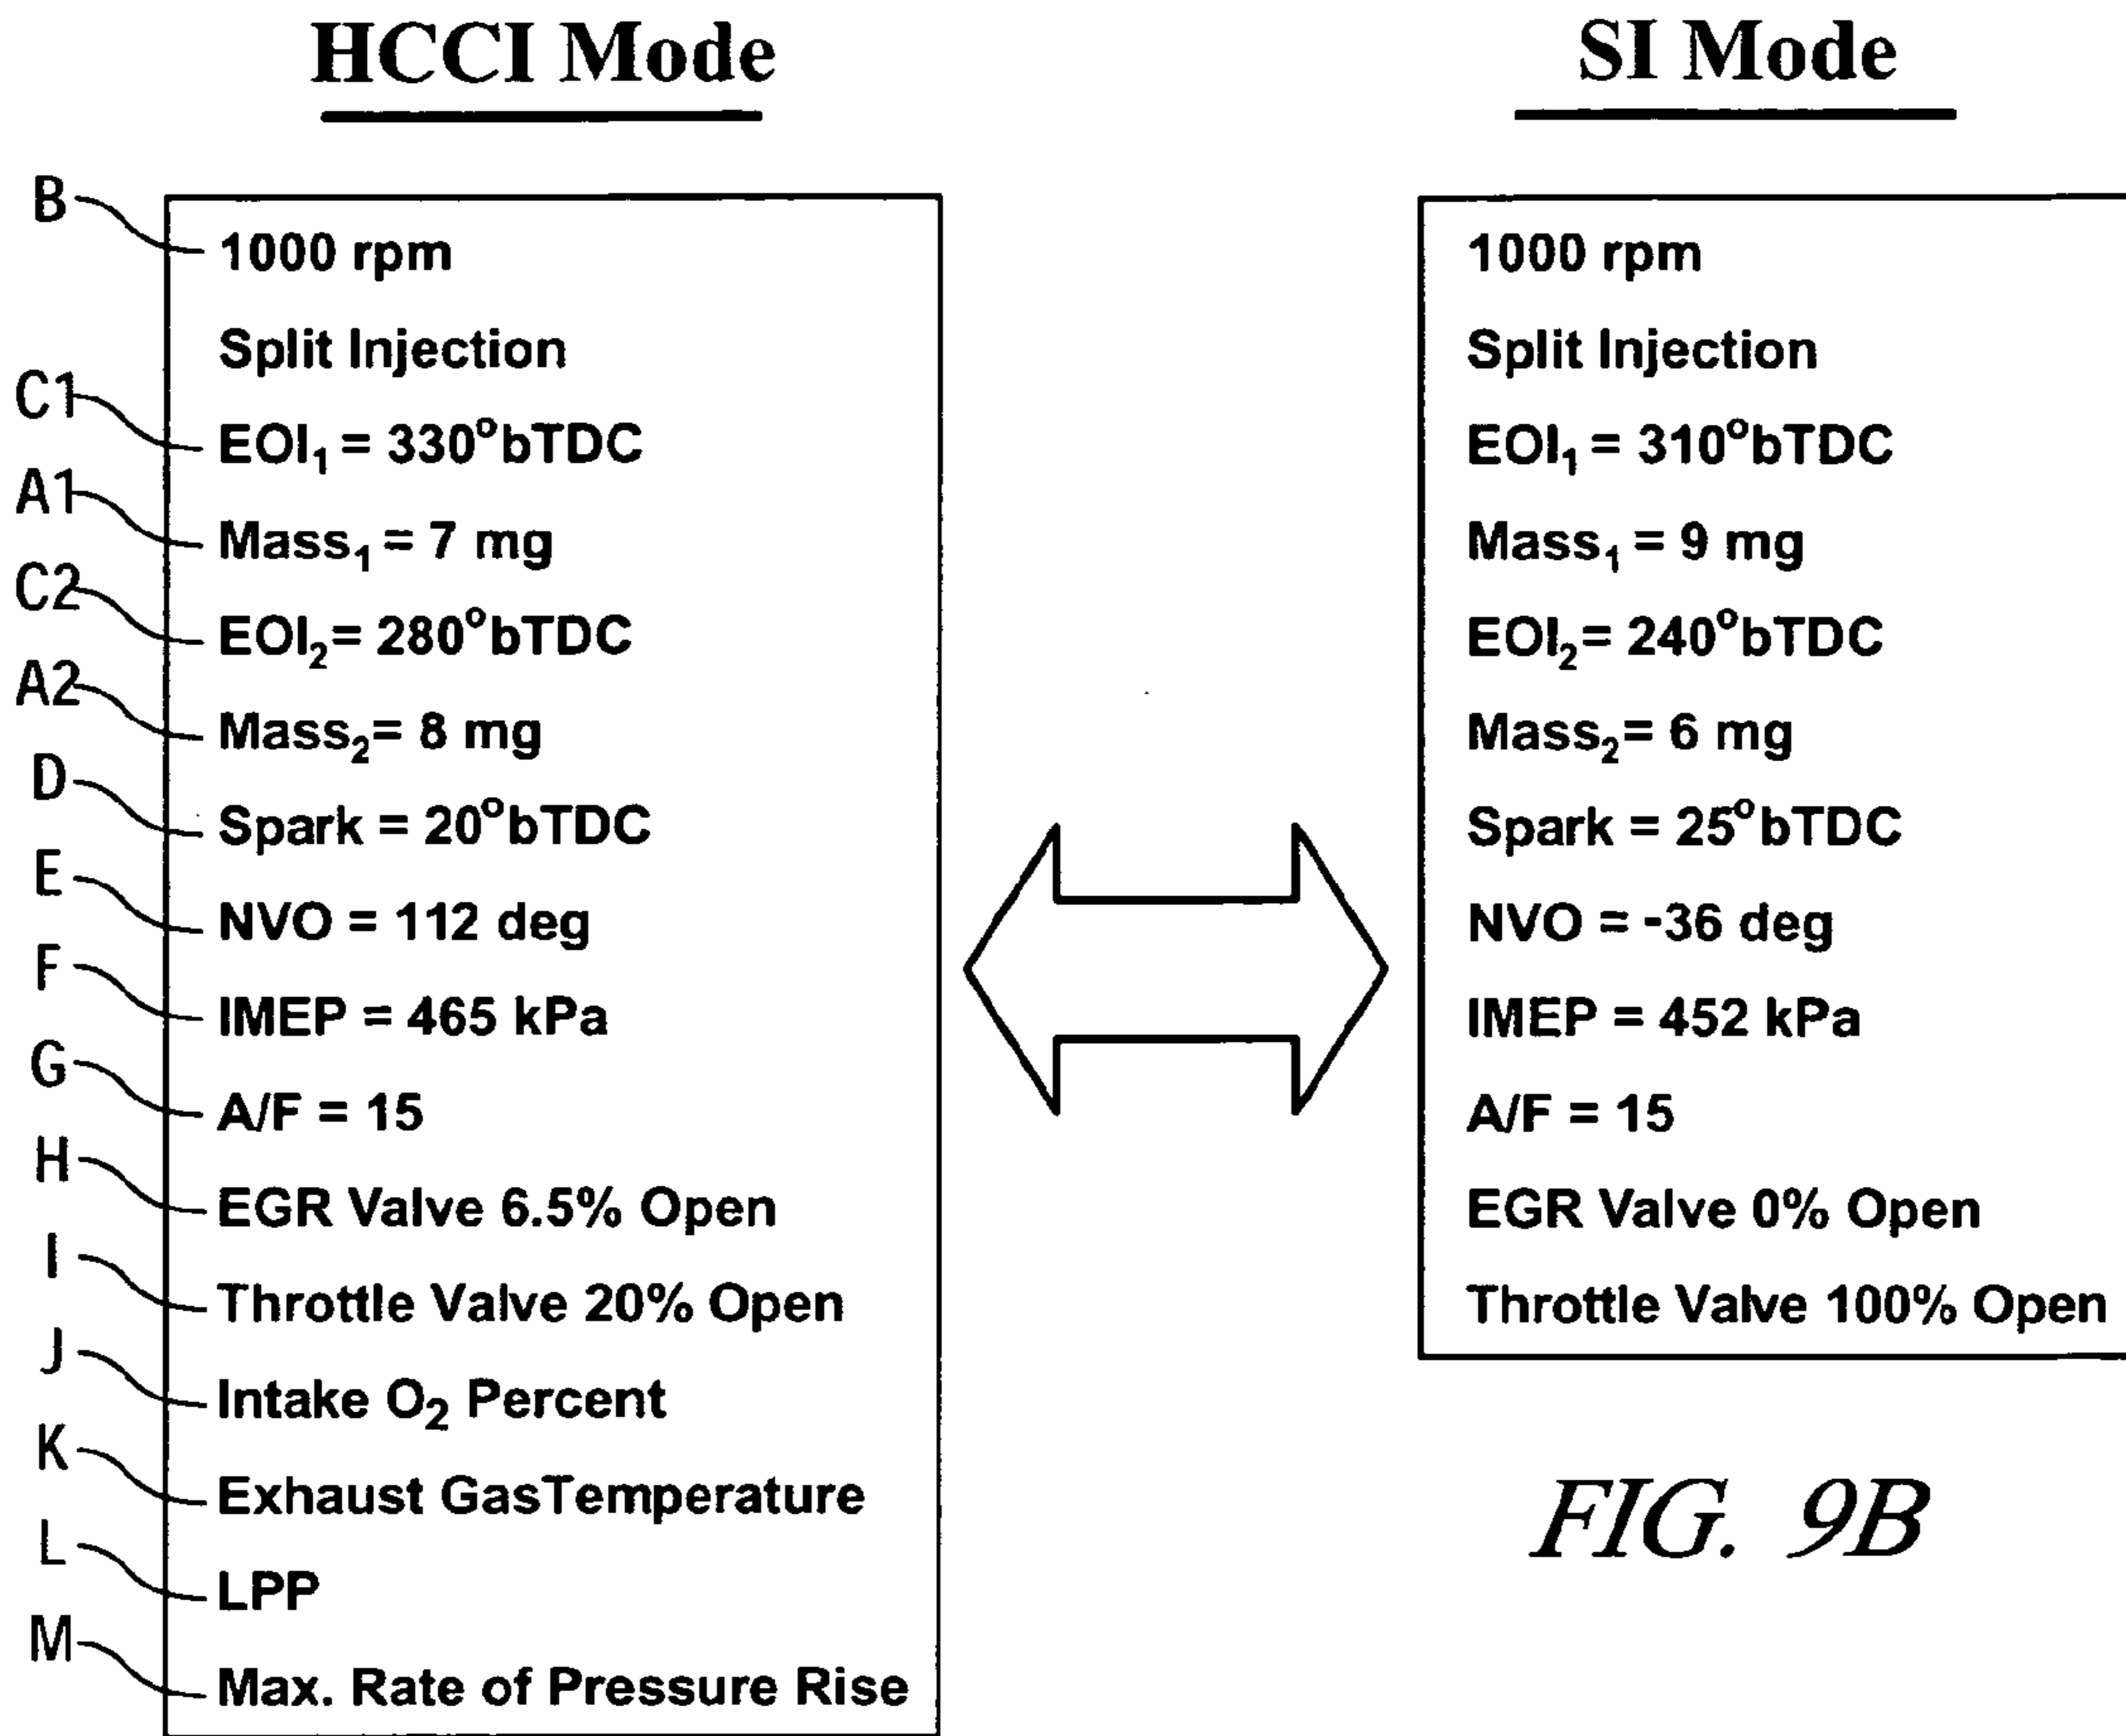 HCCI Mode
B
1000 rpm
Split Injection
C1
EOI₁ = 330°bTDC
A1
Mass₁ = 7 mg
C2
EOI₂= 280°bTDC
A2
Mass₂= 8 mg
D
Spark = 20°bTDC
E
NVO = 112 deg
F
IMEP = 465 kPa
G
A/F = 15
H
EGR Valve 6.5% Open
I
Throttle Valve 20% Open
J
Intake O₂ Percent
K
Exhaust GasTemperature
L
LPP
M
Max. Rate of Pressure Rise
SI Mode
1000 rpm
Split Injection
EOI₁ = 310°bTDC
Mass₁ = 9 mg
EOI₂= 240°bTDC
Mass₂= 6 mg
Spark = 25°bTDC
NVO = -36 deg
IMEP = 452 kPa
A/F = 15
EGR Valve 0% Open
Throttle Valve 100% Open
FIG. 9B